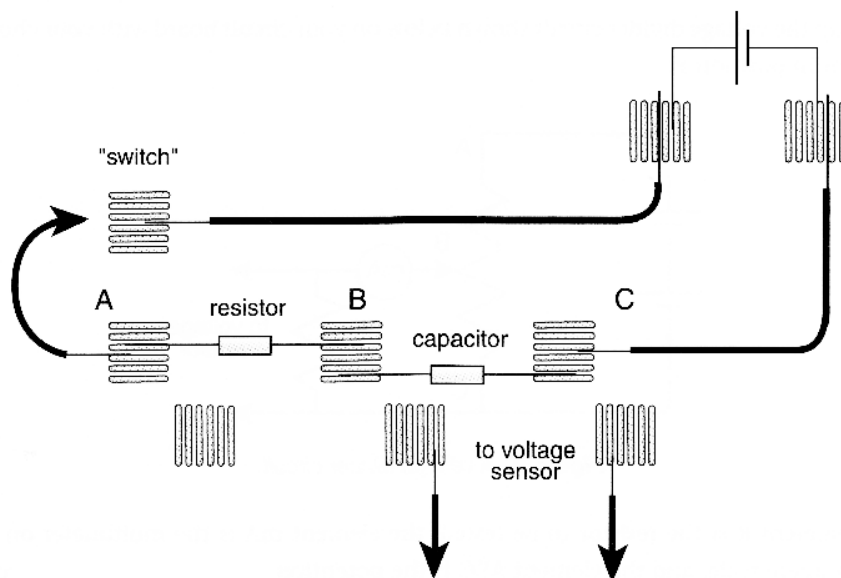 "switch"
A
resistor
B
capacitor
C
to voltage
sensor